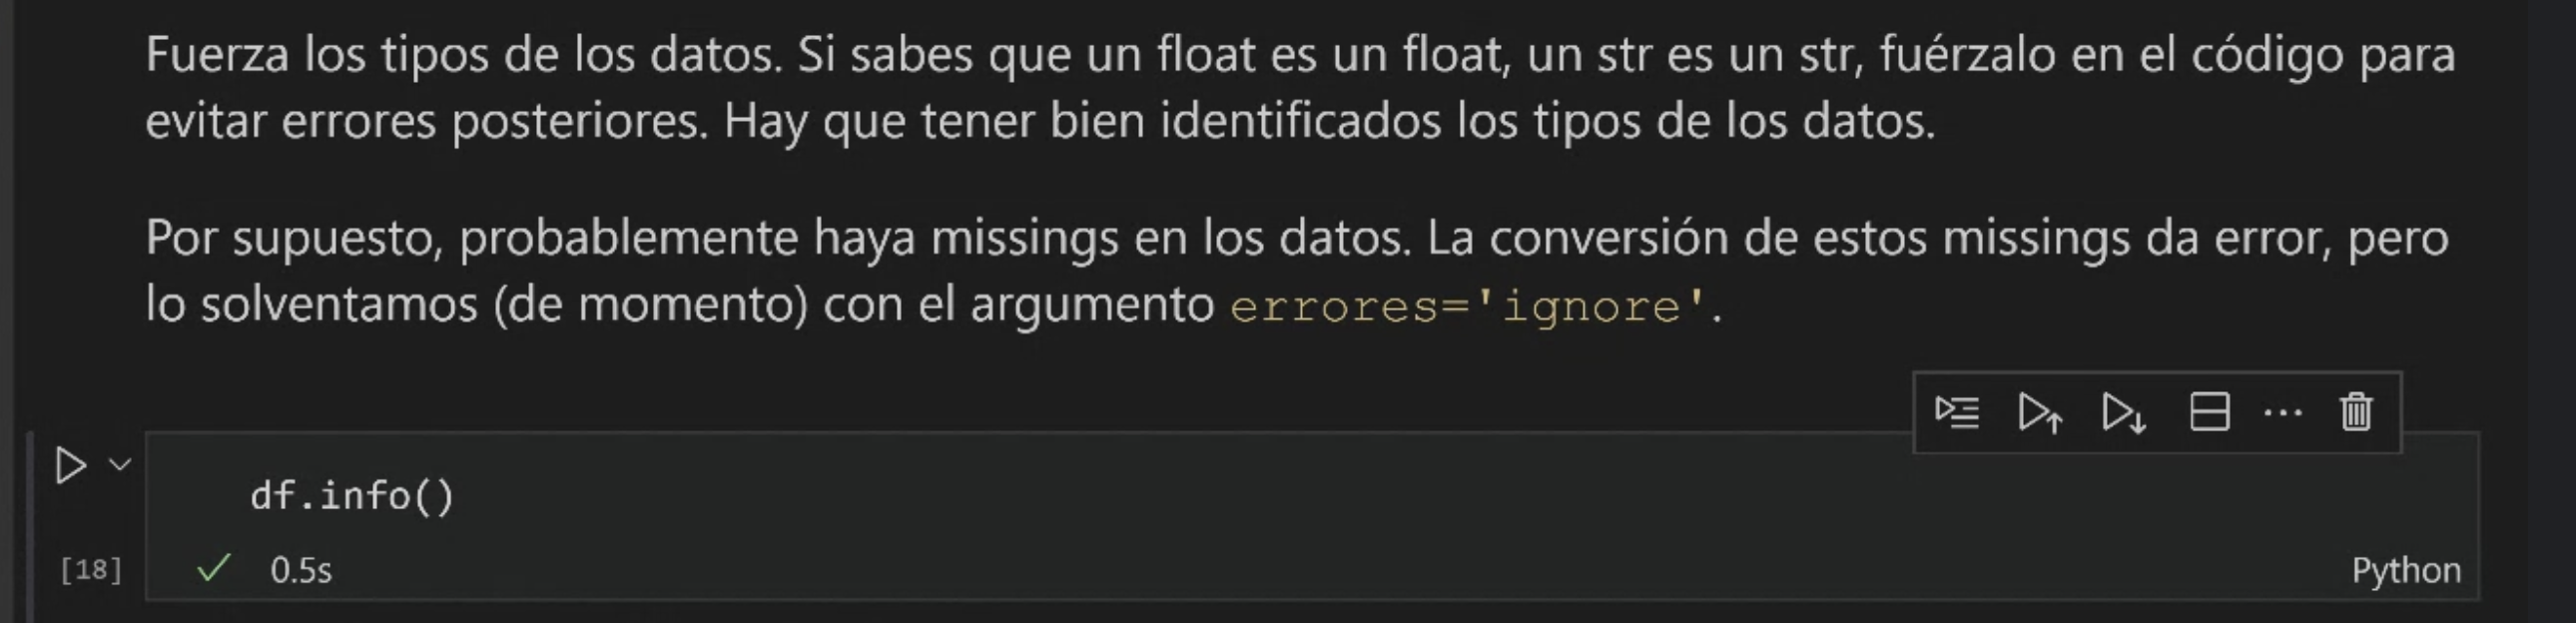 Fuerza los tipos de los datos. Si sabes que un float es un float, un str es un str, fuérzalo en el código para
evitar errores posteriores. Hay que tener bien identificados los tipos de los datos.
Por supuesto, probablemente haya missings en los datos. La conversión de estos missings da error, pero
lo solventamos (de momento) con el argumento errores='ignore'.
df.info()
[18]
0.5s
Python